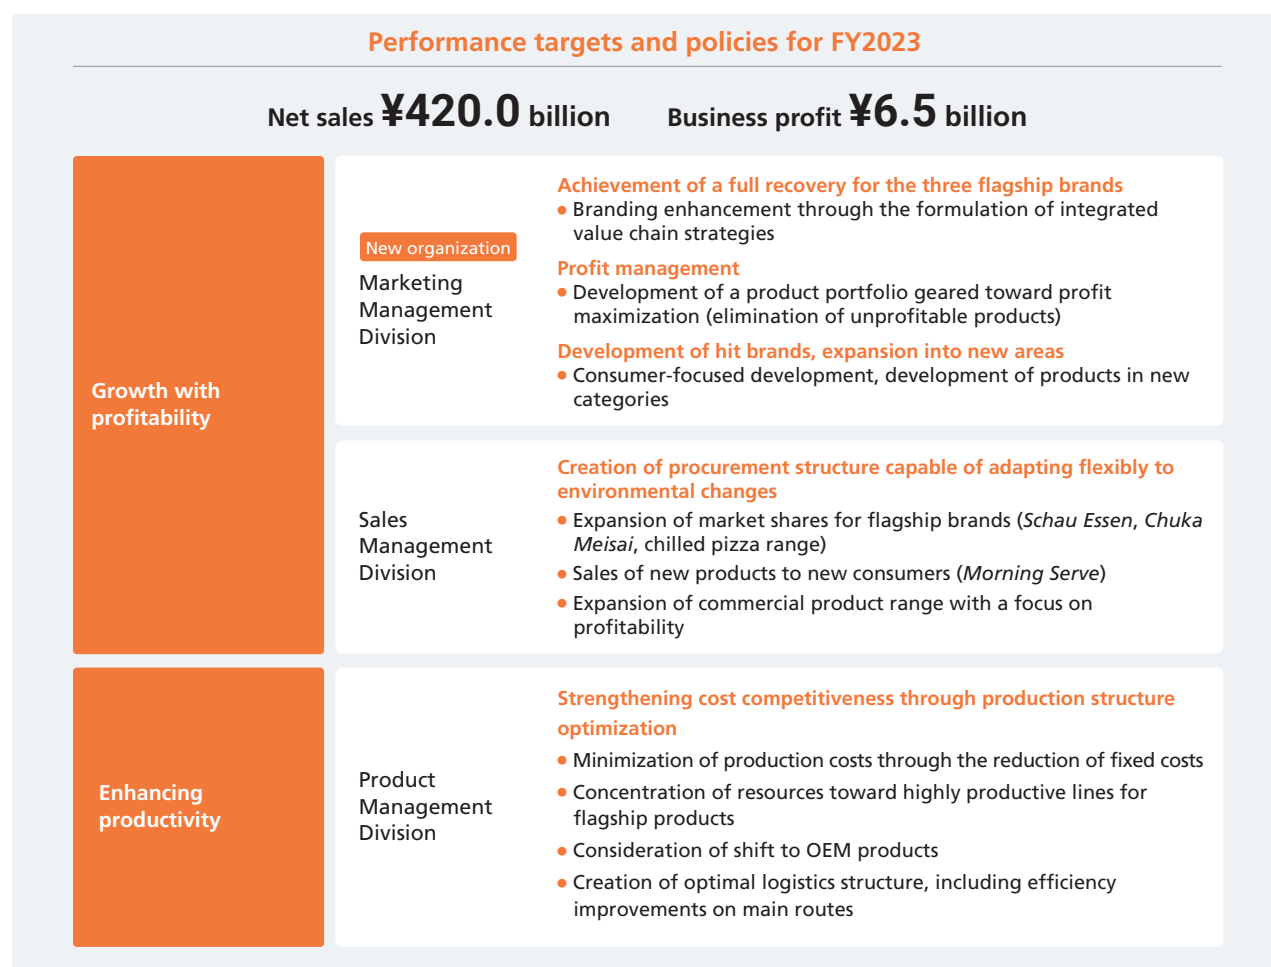 Performance targets and policies for FY2023
Net sales ¥420.0 billion Business profit ¥6.5 billion
Growth with
profitability
New organization
Marketing
Management
Division
Achievement of a full recovery for the three flagship brands
• Branding enhancement through the formulation of integrated
value chain strategies
Profit management
• Development of a product portfolio geared toward profit
maximization (elimination of unprofitable products)
Development of hit brands, expansion into new areas
• Consumer-focused development, development of products in new
categories
Sales
Management
Division
Creation of procurement structure capable of adapting flexibly to
environmental changes
• Expansion of market shares for flagship brands (Schau Essen, Chuka
Meisai, chilled pizza range)
• Sales of new products to new consumers (Morning Serve)
• Expansion of commercial product range with a focus on
profitability
Enhancing
productivity
Product
Management
Division
Strengthening cost competitiveness through production structure
optimization
• Minimization of production costs through the reduction of fixed costs
• Concentration of resources toward highly productive lines for
flagship products
• Consideration of shift to OEM products
• Creation of optimal logistics structure, including efficiency
improvements on main routes